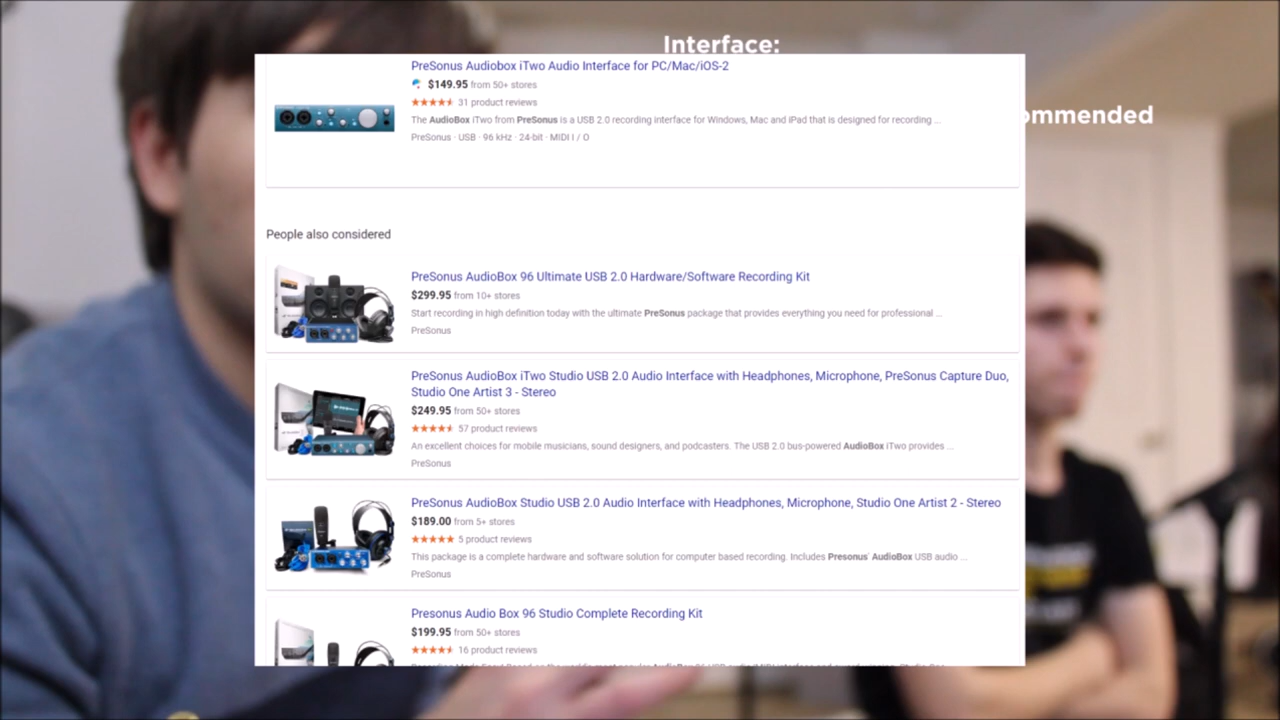 Interface:
ommended
PreSonus Audiobox iTwo Audio Interface for PC/Mac/iOS-2
$149.95 from 50+ stores
31 product reviews
The AudioBox iTwo from PreSonus is a USB 2.0 recording interface for Windows, Mac and iPad that is designed for recording ...
PreSonus · USB · 96 kHz · 24-bit · MIDI I / O
People also considered
PreSonus AudioBox 96 Ultimate USB 2.0 Hardware/Software Recording Kit
$299.95 from 10+ stores
Start recording in high definition today with the ultimate PreSonus package that provides everything you need for professional ...
PreSonus
PreSonus AudioBox iTwo Studio USB 2.0 Audio Interface with Headphones, Microphone, PreSonus Capture Duo,
Studio One Artist 3 - Stereo
$249.95 from 50+ stores
57 product reviews
An excellent choices for mobile musicians, sound designers, and podcasters. The USB 2.0 bus-powered AudioBox iTwo provides ...
PreSonus
PreSonus AudioBox Studio USB 2.0 Audio Interface with Headphones, Microphone, Studio One Artist 2 - Stereo
$189.00 from 5+ stores
5 product reviews
This package is a complete hardware and software solution for computer based recording. Includes Presonus' AudioBox USB audio ...
PreSonus
Presonus Audio Box 96 Studio Complete Recording Kit
$199.95 from 50+ stores
16 product reviews